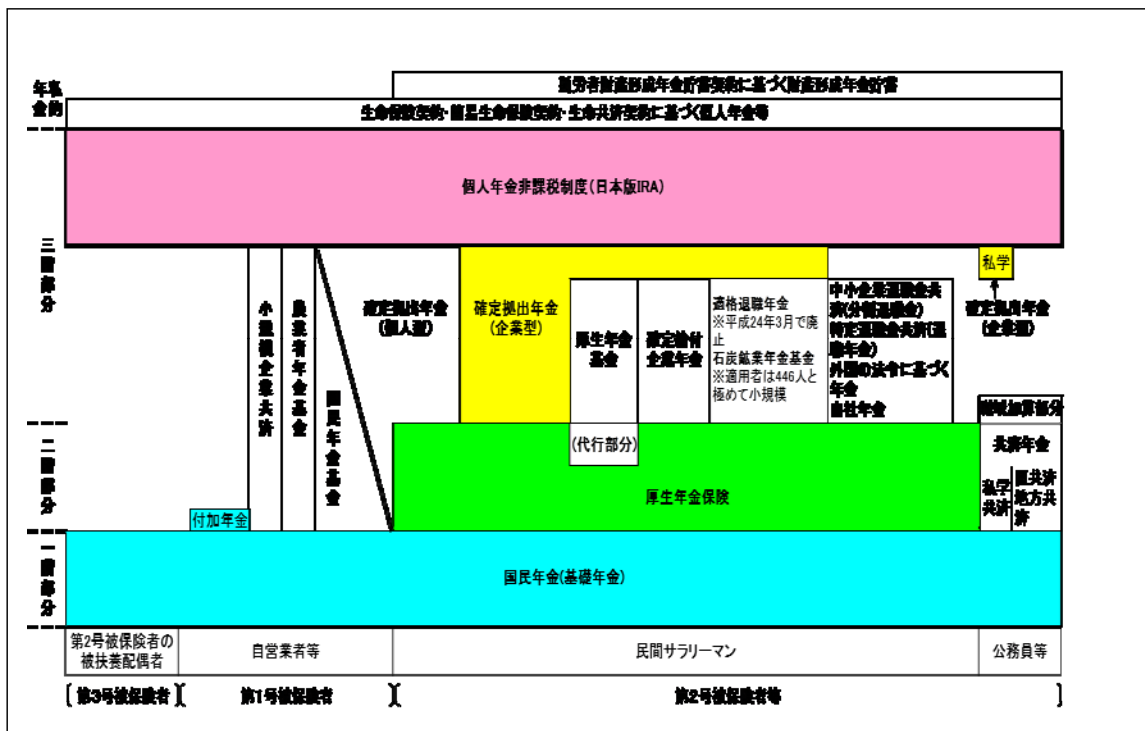 年金
私的
就労者財産形成年金貯蓄契約に基づく財産形成年金貯蓄
生命保険契約・簡易生命保険契約・生命共済契約に基づく個人年金等
個人年金非課税制度(日本版IRA)
三階部分
小規模企業共済
農業者年金基金
国民年金基金
確定拠出年金
(個人型)
確定拠出年金
(企業型)
厚生年金
基金
確定給付
企業年金
適格退職年金
※平成24年3月で廃
止
石炭鉱業年金基金
※適用者は446人と
極めて小規模
中小企業退職金共
済(分割退職金)
特定退職金共済(退
職年金)
外国の法令に基づく
年金
自社年金
私学
確定拠出年金
(企業型)
職域加算部分
二階部分
付加年金
(代行部分)
厚生年金保険
共済年金
私学
共済
国共済
地方共
済
一階部分
国民年金(基礎年金)
第2号被保険者の
被扶養配偶者
自営業者等
民間サラリーマン
公務員等
[ 第3号被保険者 ]
[ 第1号被保険者 ]
[ 第2号被保険者等 ]